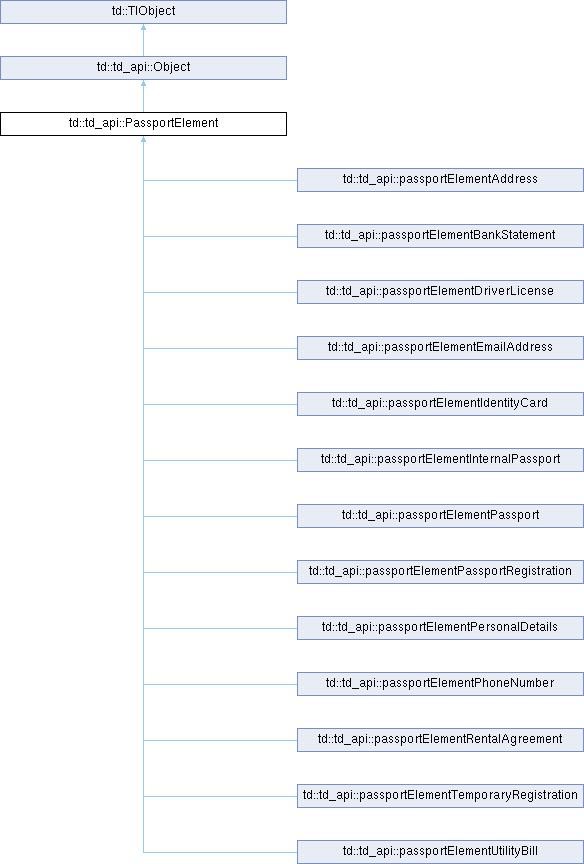 td::TlObject
td::td_api::Object
td::td_api::PassportElement
td::td_api::passportElementAddress
td::td_api::passportElementBankStatement
td::td_api::passportElementDriverLicense
td::td_api::passportElementEmailAddress
td::td_api::passportElementIdentityCard
td::td_api::passportElementInternalPassport
td::td_api::passportElementPassport
td::td_api::passportElementPassportRegistration
td::td_api::passportElementPersonalDetails
td::td_api::passportElementPhoneNumber
td::td_api::passportElementRentalAgreement
td::td_api::passportElementTemporaryRegistration
td::td_api::passportElementUtilityBill